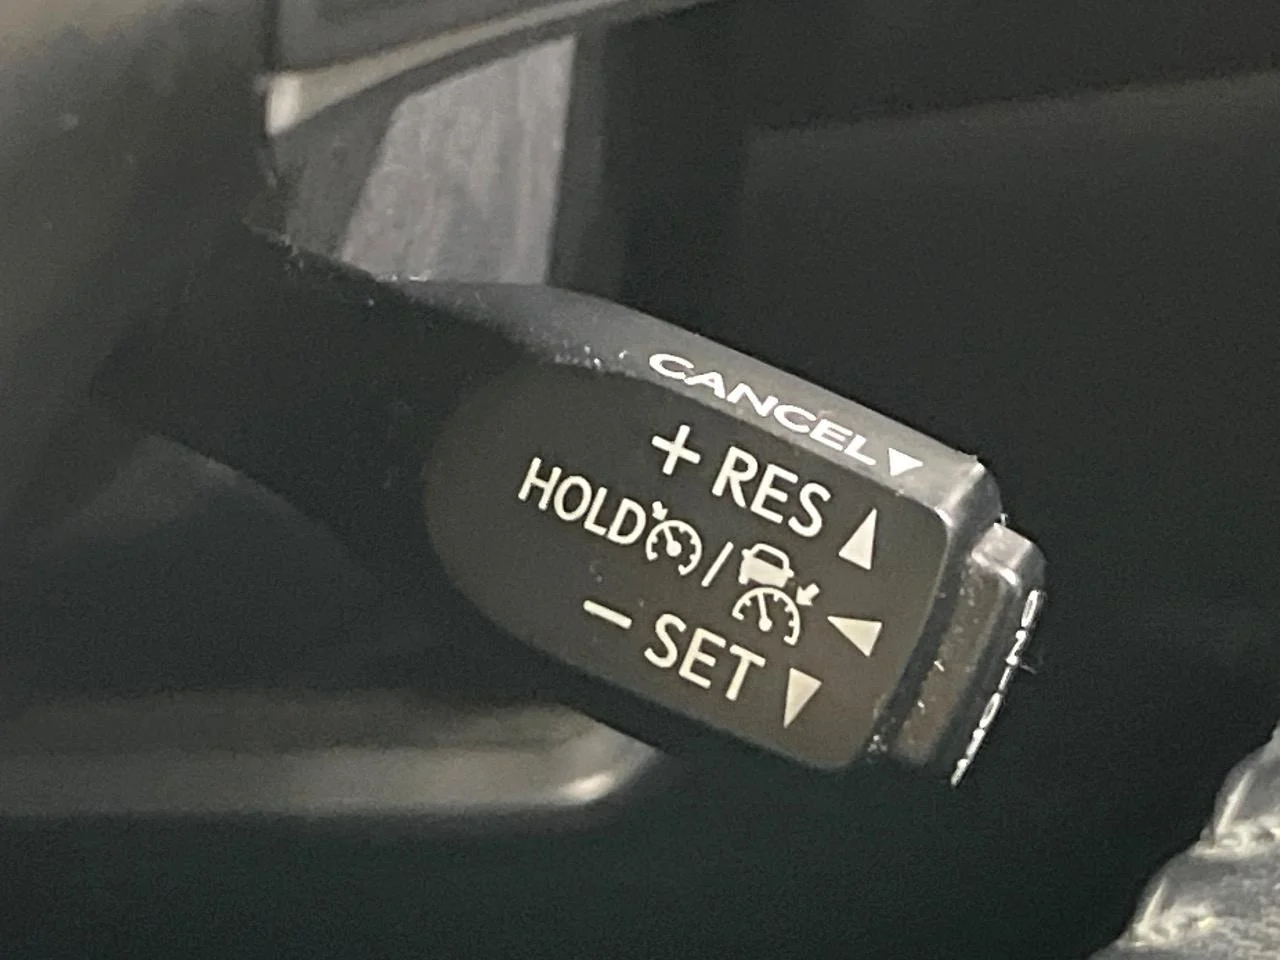 CANCEL▼
+ RES ▲
HOLD /
− SET ▼